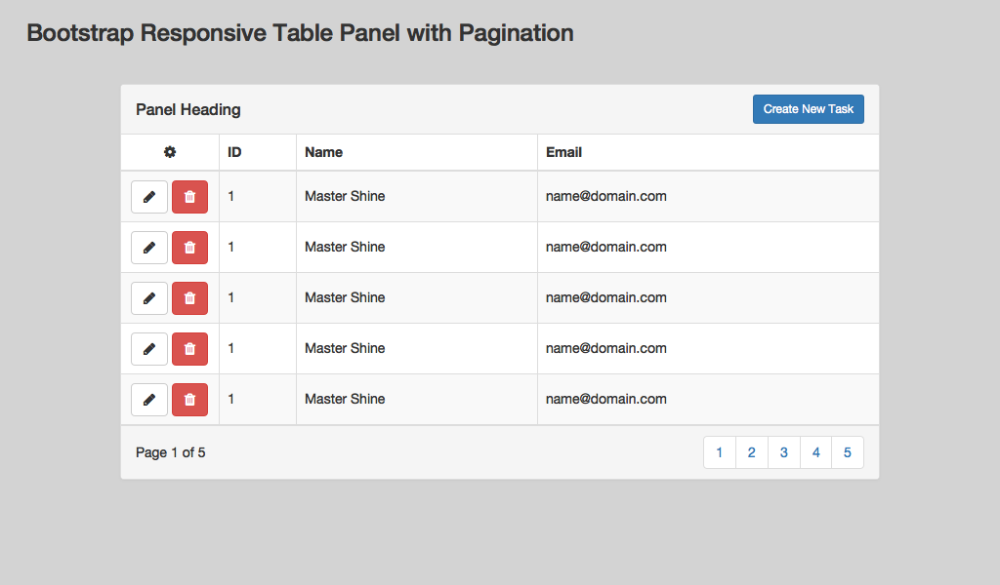 Bootstrap Responsive Table Panel with Pagination
Panel Heading Create New Task
ID Name Email
1 Master Shine name@domain.com
1 Master Shine name@domain.com
1 Master Shine name@domain.com
1 Master Shine name@domain.com
1 Master Shine name@domain.com
Page 1 of 5 1 2 3 4 5